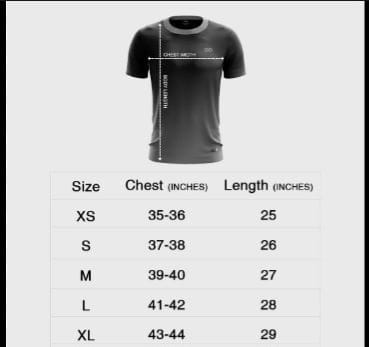 CHEST WIDTH
BODY LENGTH
Size Chest (INCHES) Length (INCHES)
XS 35-36 25
S 37-38 26
M 39-40 27
L 41-42 28
XL 43-44 29